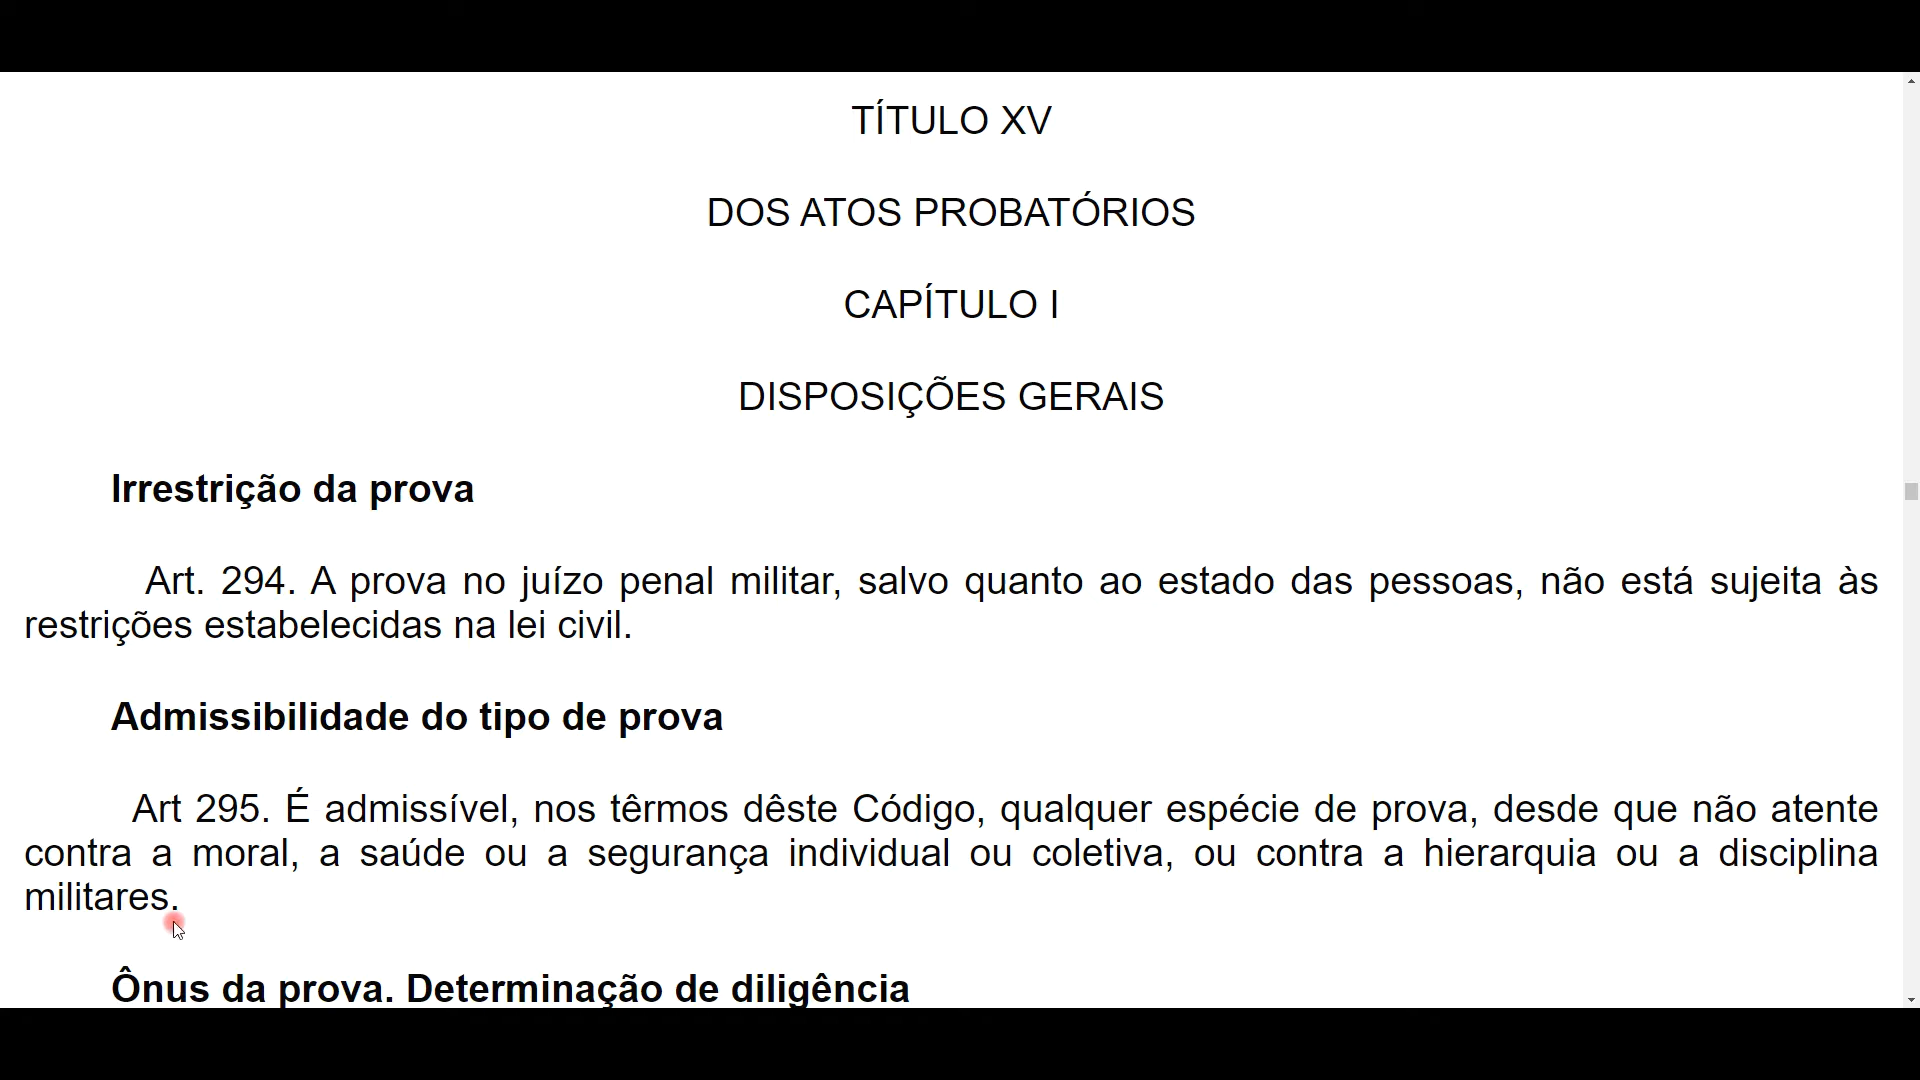 TÍTULO XV
DOS ATOS PROBATÓRIOS
CAPÍTULO I
DISPOSIÇÕES GERAIS
Irrestrição da prova
Art. 294. A prova no juízo penal militar, salvo quanto ao estado das pessoas, não está sujeita às
restrições estabelecidas na lei civil.
Admissibilidade do tipo de prova
Art 295. É admissível, nos têrmos dêste Código, qualquer espécie de prova, desde que não atente
contra a moral, a saúde ou a segurança individual ou coletiva, ou contra a hierarquia ou a disciplina
militares.
Ônus da prova. Determinação de diligência